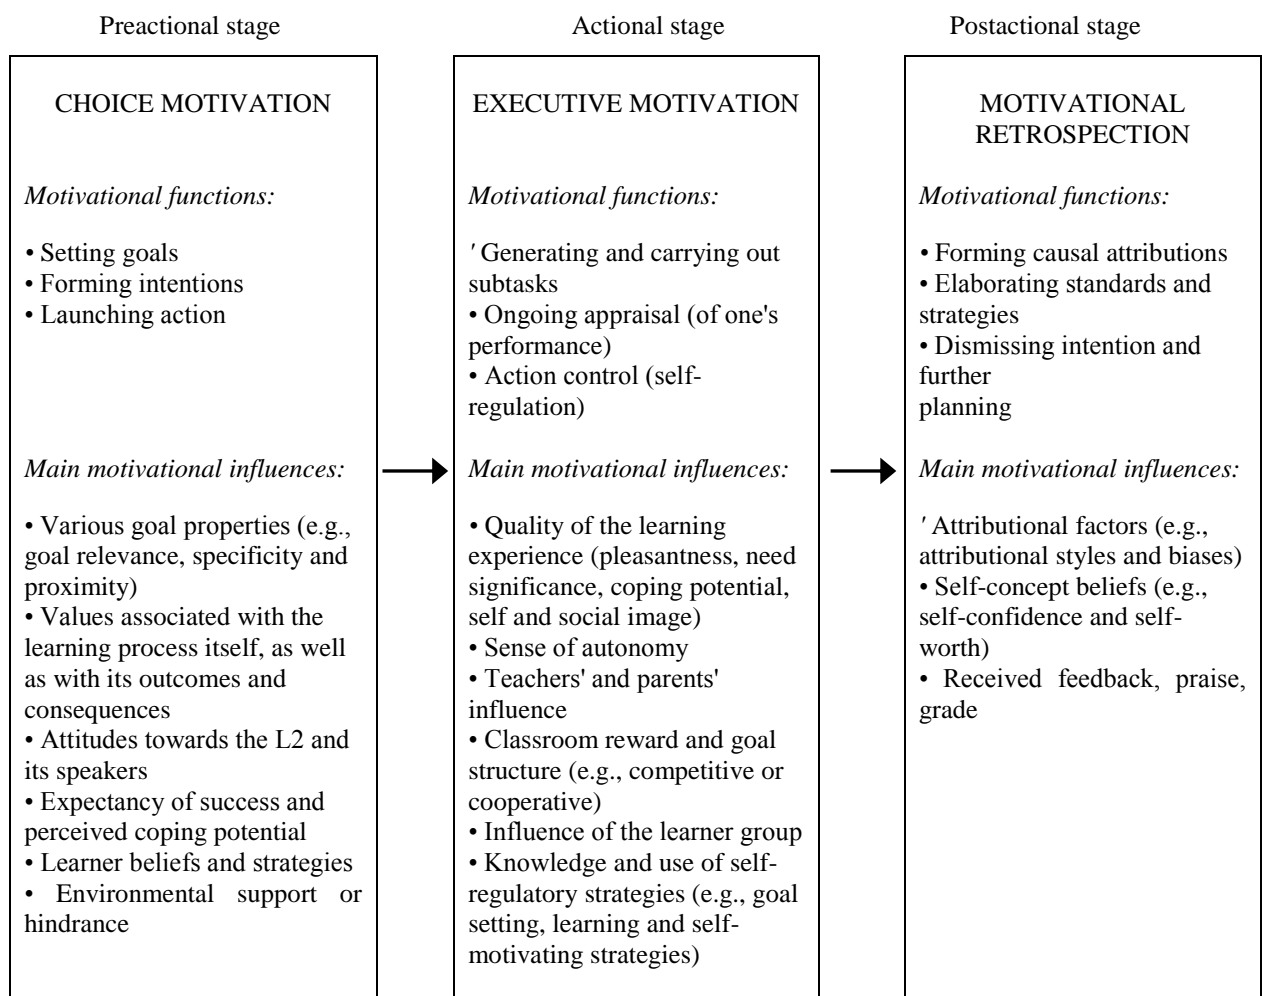 Preactional stage
Actional stage
Postactional stage
CHOICE MOTIVATION
Motivational functions:
• Setting goals
• Forming intentions
• Launching action
Main motivational influences:
• Various goal properties (e.g.,
goal relevance, specificity and
proximity)
• Values associated with the
learning process itself, as well
as with its outcomes and
consequences
• Attitudes towards the L2 and
its speakers
• Expectancy of success and
perceived coping potential
• Learner beliefs and strategies
• Environmental support or
hindrance
EXECUTIVE MOTIVATION
Motivational functions:
' Generating and carrying out
subtasks
• Ongoing appraisal (of one's
performance)
• Action control (self-
regulation)
Main motivational influences:
• Quality of the learning
experience (pleasantness, need
significance, coping potential,
self and social image)
• Sense of autonomy
• Teachers' and parents'
influence
• Classroom reward and goal
structure (e.g., competitive or
cooperative)
• Influence of the learner group
• Knowledge and use of self-
regulatory strategies (e.g., goal
setting, learning and self-
motivating strategies)
MOTIVATIONAL
RETROSPECTION
Motivational functions:
• Forming causal attributions
• Elaborating standards and
strategies
• Dismissing intention and
further
planning
Main motivational influences:
' Attributional factors (e.g.,
attributional styles and biases)
• Self-concept beliefs (e.g.,
self-confidence and self-
worth)
• Received feedback, praise,
grade